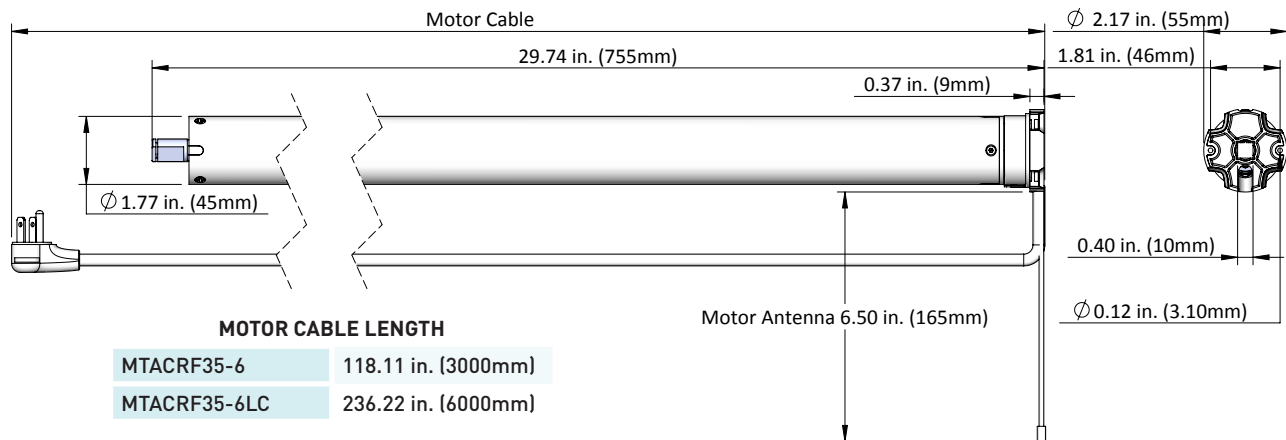 Motor Cable
∅ 2.17 in. (55mm)
29.74 in. (755mm)
1.81 in. (46mm)
0.37 in. (9mm)
∅ 1.77 in. (45mm)
0.40 in. (10mm)
Motor Antenna 6.50 in. (165mm)
∅ 0.12 in. (3.10mm)
MOTOR CABLE LENGTH
MTACRF35-6 118.11 in. (3000mm)
MTACRF35-6LC 236.22 in. (6000mm)